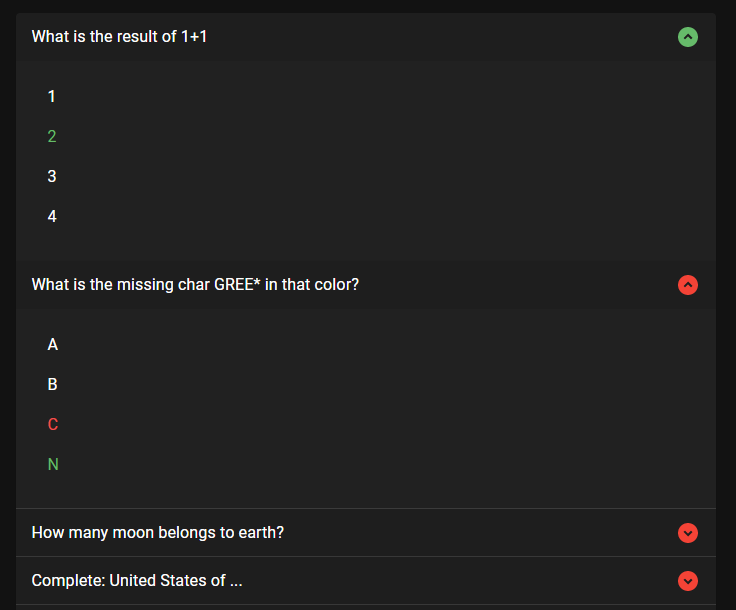 What is the result of 1+1
1
2
3
4
What is the missing char GREE* in that color?
A
B
C
N
How many moon belongs to earth?
Complete: United States of ...